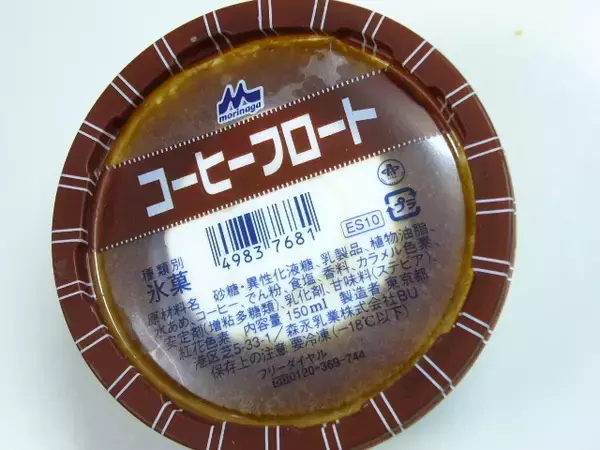 morinaga
コーヒーフロート
4983 7681
ES10
プラ
種類別
氷菓
原材料名 砂糖・異性化液糖、乳製品、植物油脂、
水あめ、コーヒー、でん粉、食塩、香料、カラメル色素、
安定剤(増粘多糖類)、乳化剤、甘味料(ステビア)、
紅花色素 内容量 150ml 製造者 東京都
港区芝5-33-1/森永乳業株式会社BU
保存上の注意 要冷凍(-18℃以下)
フリーダイヤル
0120-369-744